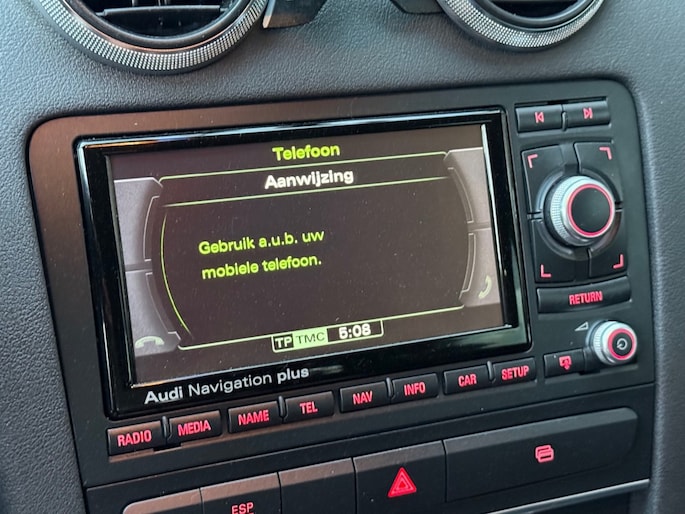 Telefoon
Aanwijzing
Gebruik a.u.b. uw
mobiele telefoon.
TP TMC 5:08
Audi Navigation plus
RETURN
RADIO MEDIA NAME TEL NAV INFO CAR SETUP
ESP